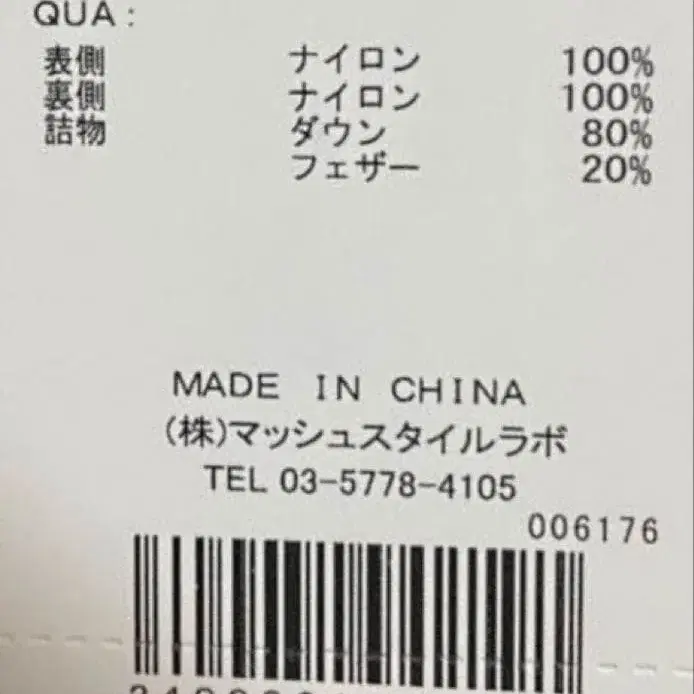 QUA:
表側 ナイロン 100%
裏側 ナイロン 100%
詰物 ダウン 80%
フェザー 20%
MADE IN CHINA
(株)マッシュスタイルラボ
TEL 03-5778-4105
006176